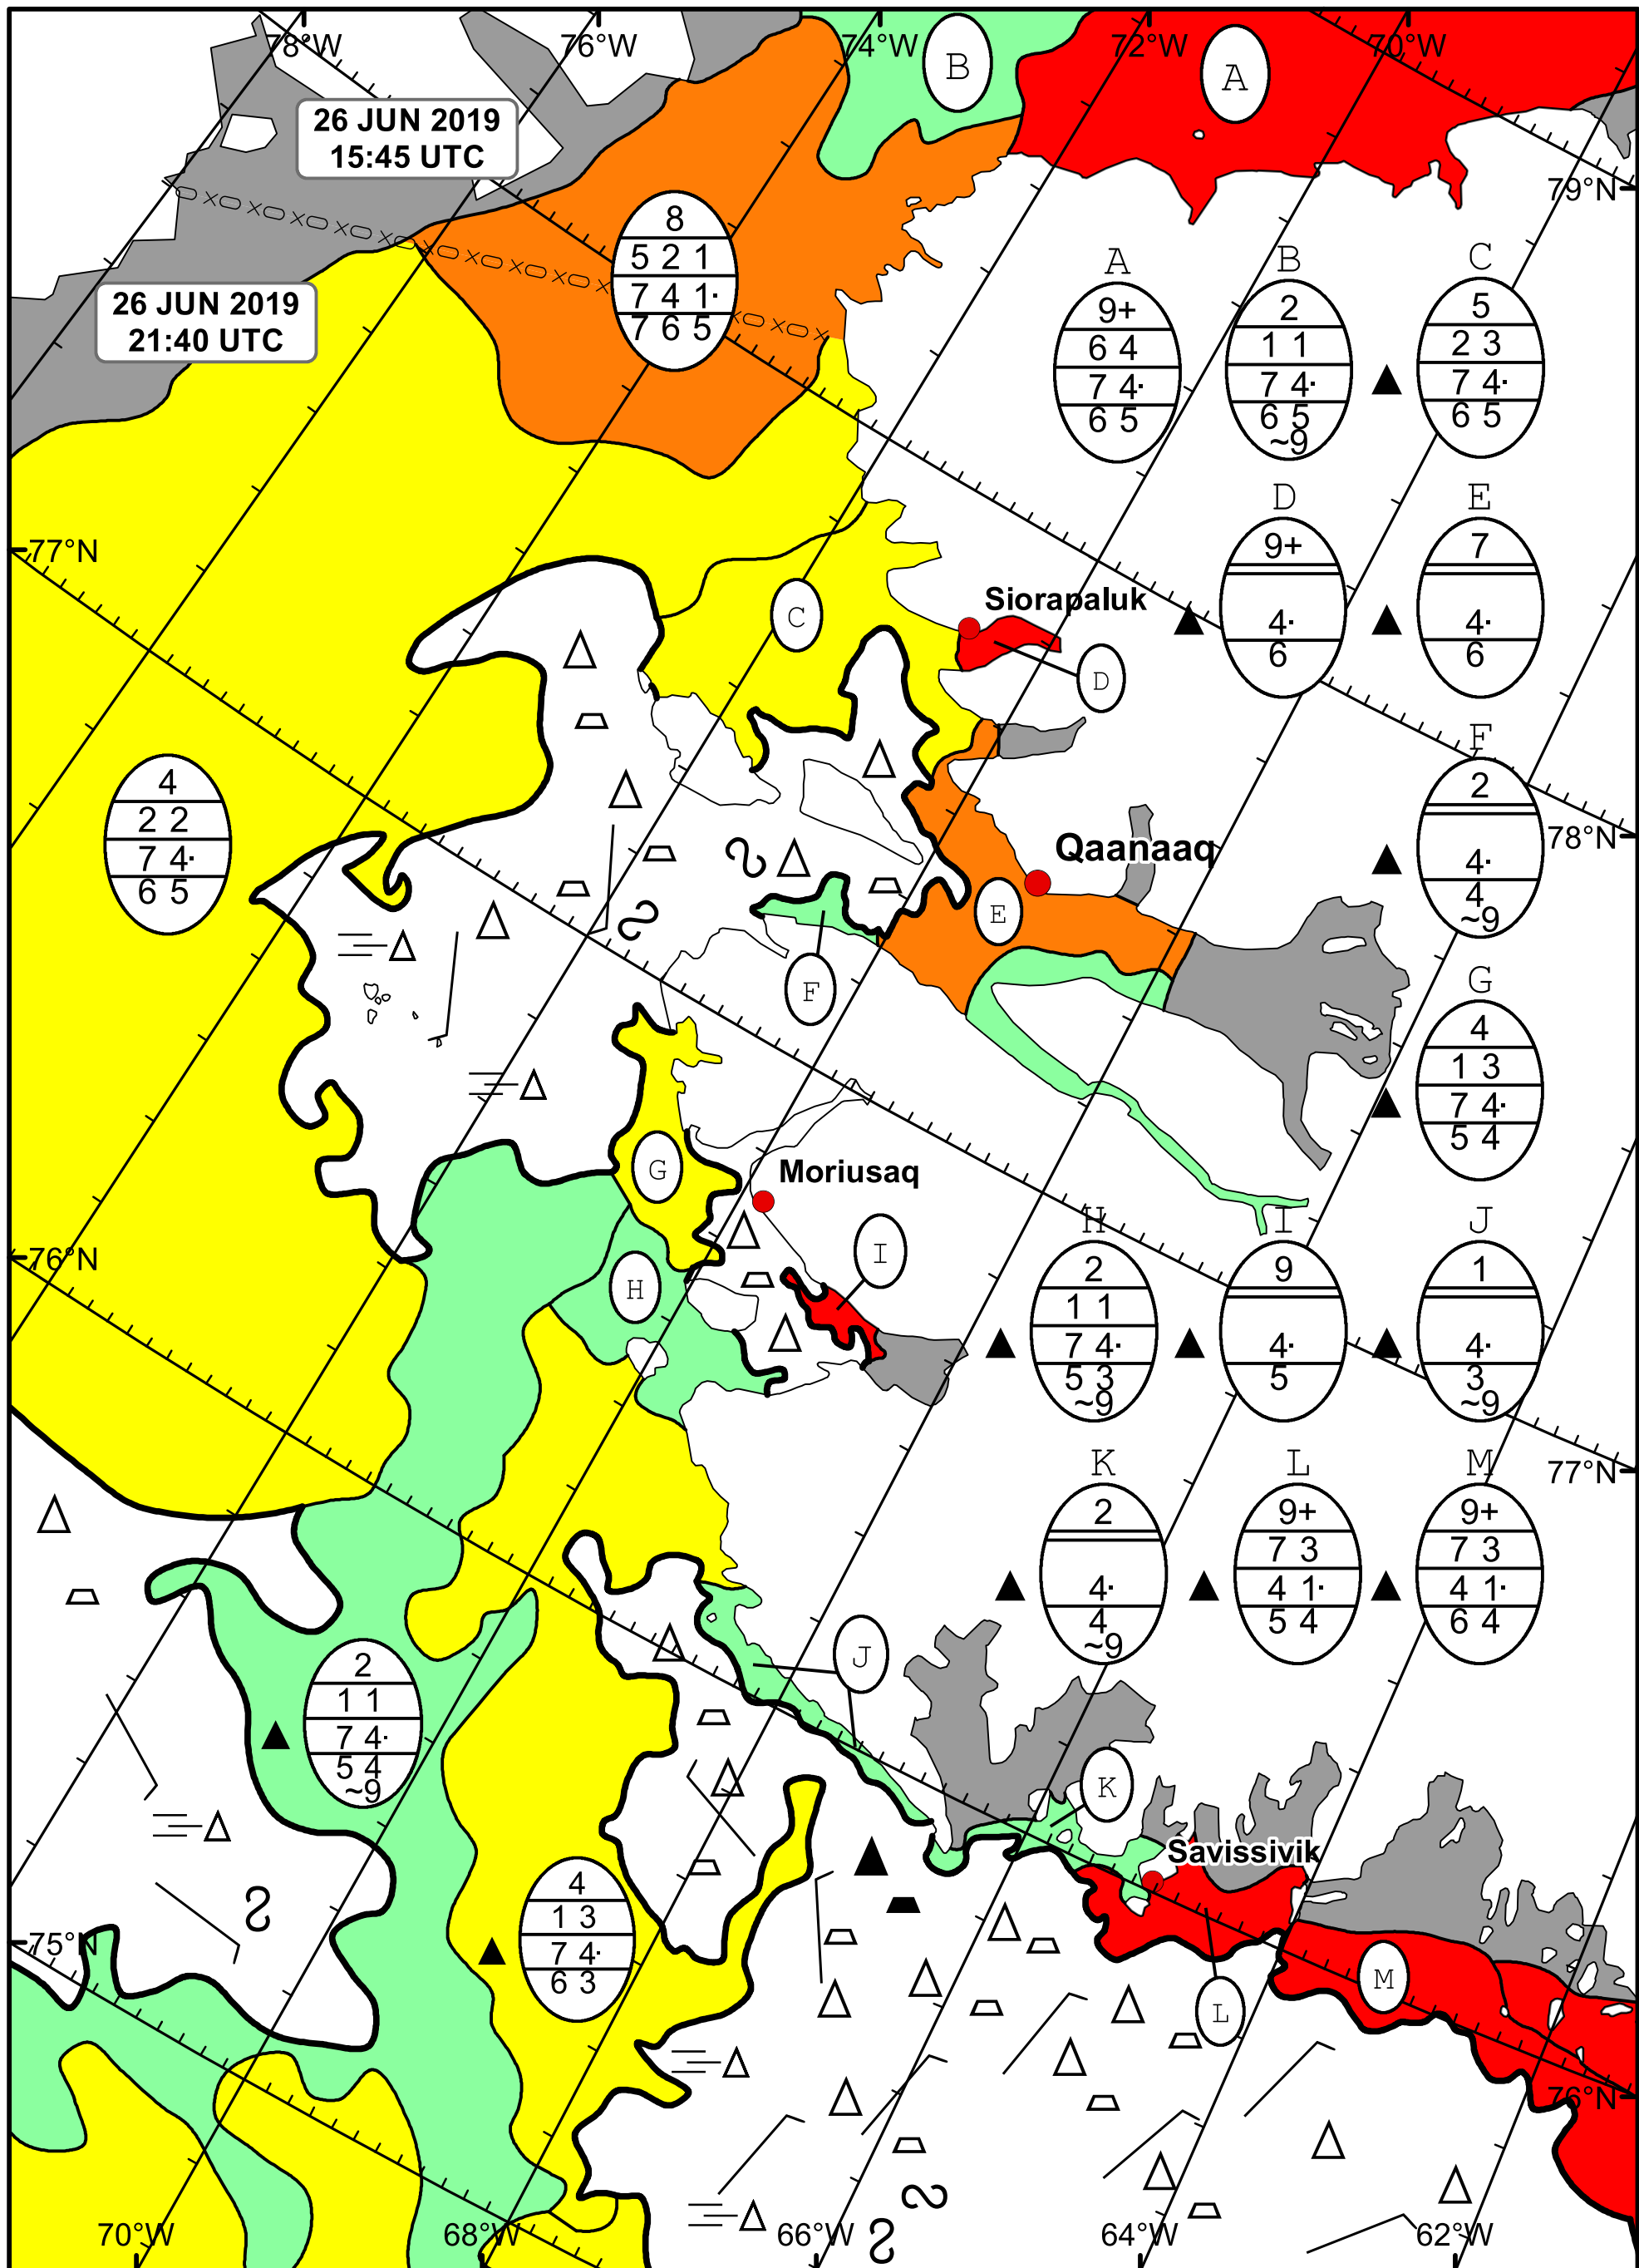 78°W
76°W
74°W
72°W
70°W
B
A
26 JUN 2019
15:45 UTC
79°N
8
5 2 1
7 4 1·
7 6 5
26 JUN 2019
21:40 UTC
A
9+
6 4
7 4·
6 5
B
2
1 1
7 4·
6 5
~9
C
5
2 3
7 4·
6 5
77°N
D
9+
4·
6
E
7
4·
6
C
Siorapaluk
D
F
2
4·
4
~9
4
2 2
7 4·
6 5
78°N
Qaanaaq
E
F
G
4
1 3
7 4·
5 4
G
Moriusaq
76°N
H
I
H
2
1 1
7 4·
5 3
~9
I
9
4·
5
J
1
4·
3
~9
77°N
K
2
4·
4
~9
L
9+
7 3
4 1·
5 4
M
9+
7 3
4 1·
6 4
2
1 1
7 4·
5 4
~9
J
K
Savissivik
4
1 3
7 4·
6 3
75°N
M
L
76°N
70°W
68°W
66°W
64°W
62°W